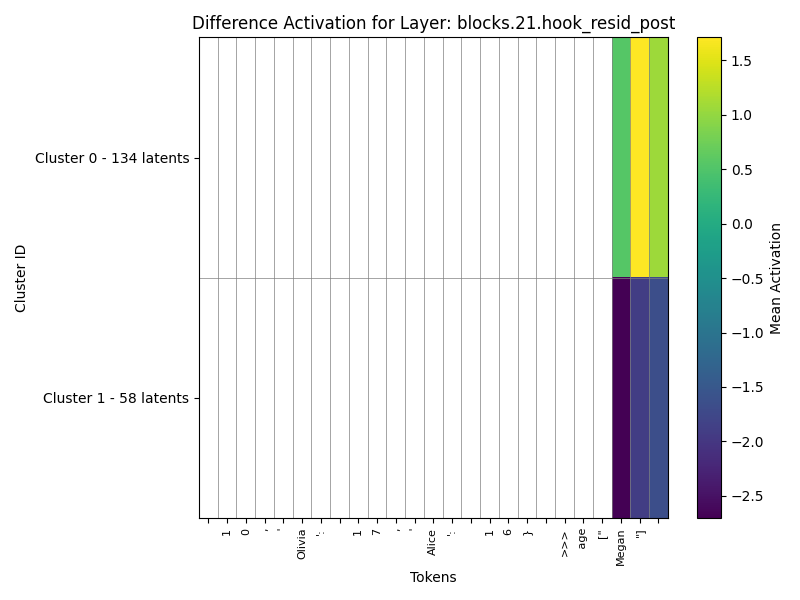 Difference Activation for Layer: blocks.21.hook_resid_post
Cluster 0 - 134 latents
Cluster 1 - 58 latents
Cluster ID
1
0
,
'
Olivia
':
1
7
,
'
Alice
':
1
6
}
>>>
age
["
Megan
"]
Tokens
1.5
1.0
0.5
0.0
−0.5
−1.0
−1.5
−2.0
−2.5
Mean Activation